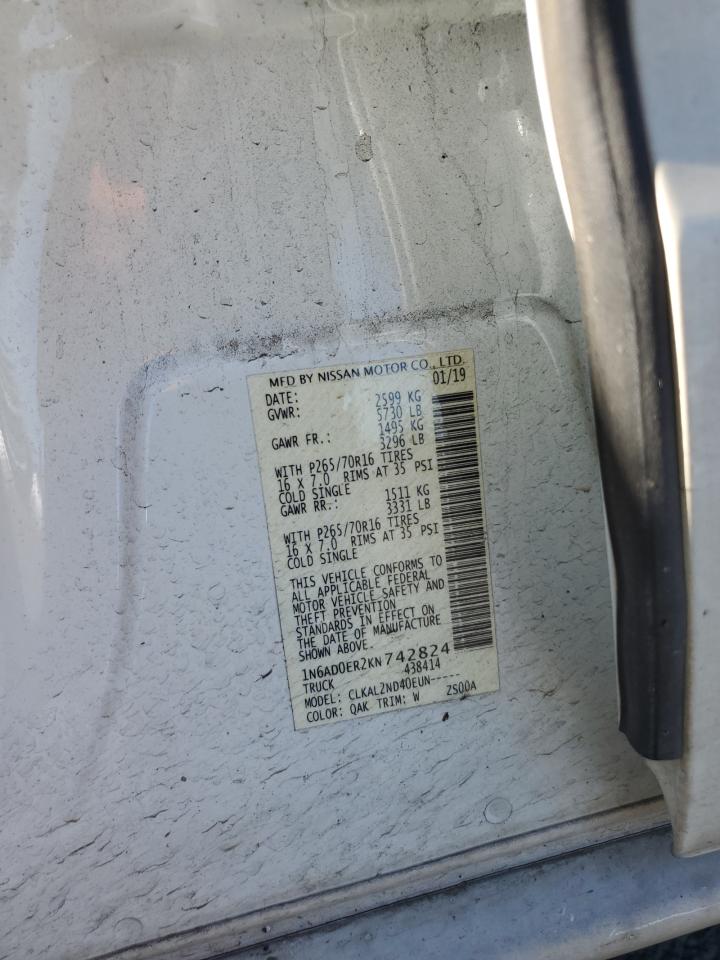 MFD BY NISSAN MOTOR CO., LTD.
DATE: 01/19
GVWR: 2599 KG
5730 LB
GAWR FR.: 1495 KG
3296 LB
WITH P265/70R16 TIRES
16 X 7.0 RIMS AT 35 PSI
COLD SINGLE
GAWR RR.: 1511 KG
3331 LB
WITH P265/70R16 TIRES
16 X 7.0 RIMS AT 35 PSI
COLD SINGLE
THIS VEHICLE CONFORMS TO
ALL APPLICABLE FEDERAL
MOTOR VEHICLE SAFETY AND
THEFT PREVENTION
STANDARDS IN EFFECT ON
THE DATE OF MANUFACTURE
SHOWN ABOVE.
1N6AD0ER2KN742824
TRUCK 438414
MODEL: CLKAL2ND40EUN-----
COLOR: QAK TRIM: W 2S00A